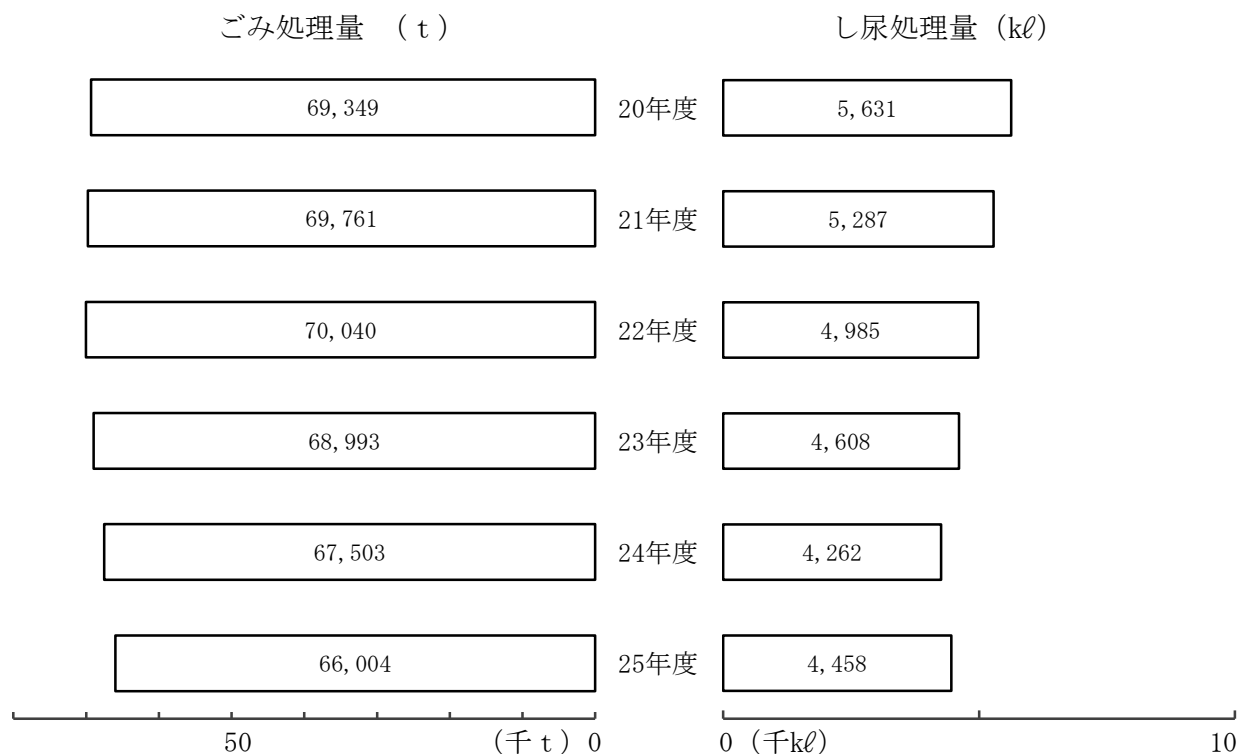 ごみ処理量 （ｔ） し尿処理量（kℓ）
69,349 20年度 5,631
69,761 21年度 5,287
70,040 22年度 4,985
68,993 23年度 4,608
67,503 24年度 4,262
66,004 25年度 4,458
50 （千ｔ）0 0（千kℓ） 10